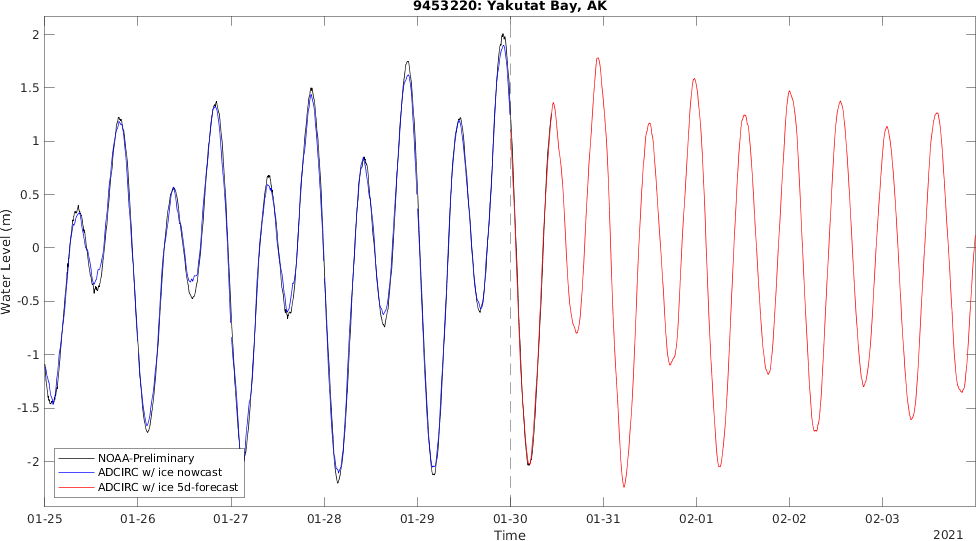 9453220: Yakutat Bay, AK
Water Level (m)
2
1.5
1
0.5
0
-0.5
-1
-1.5
-2
NOAA-Preliminary
ADCIRC w/ ice nowcast
ADCIRC w/ ice 5d-forecast
01-25 01-26 01-27 01-28 01-29 01-30 01-31 02-01 02-02 02-03
Time
2021